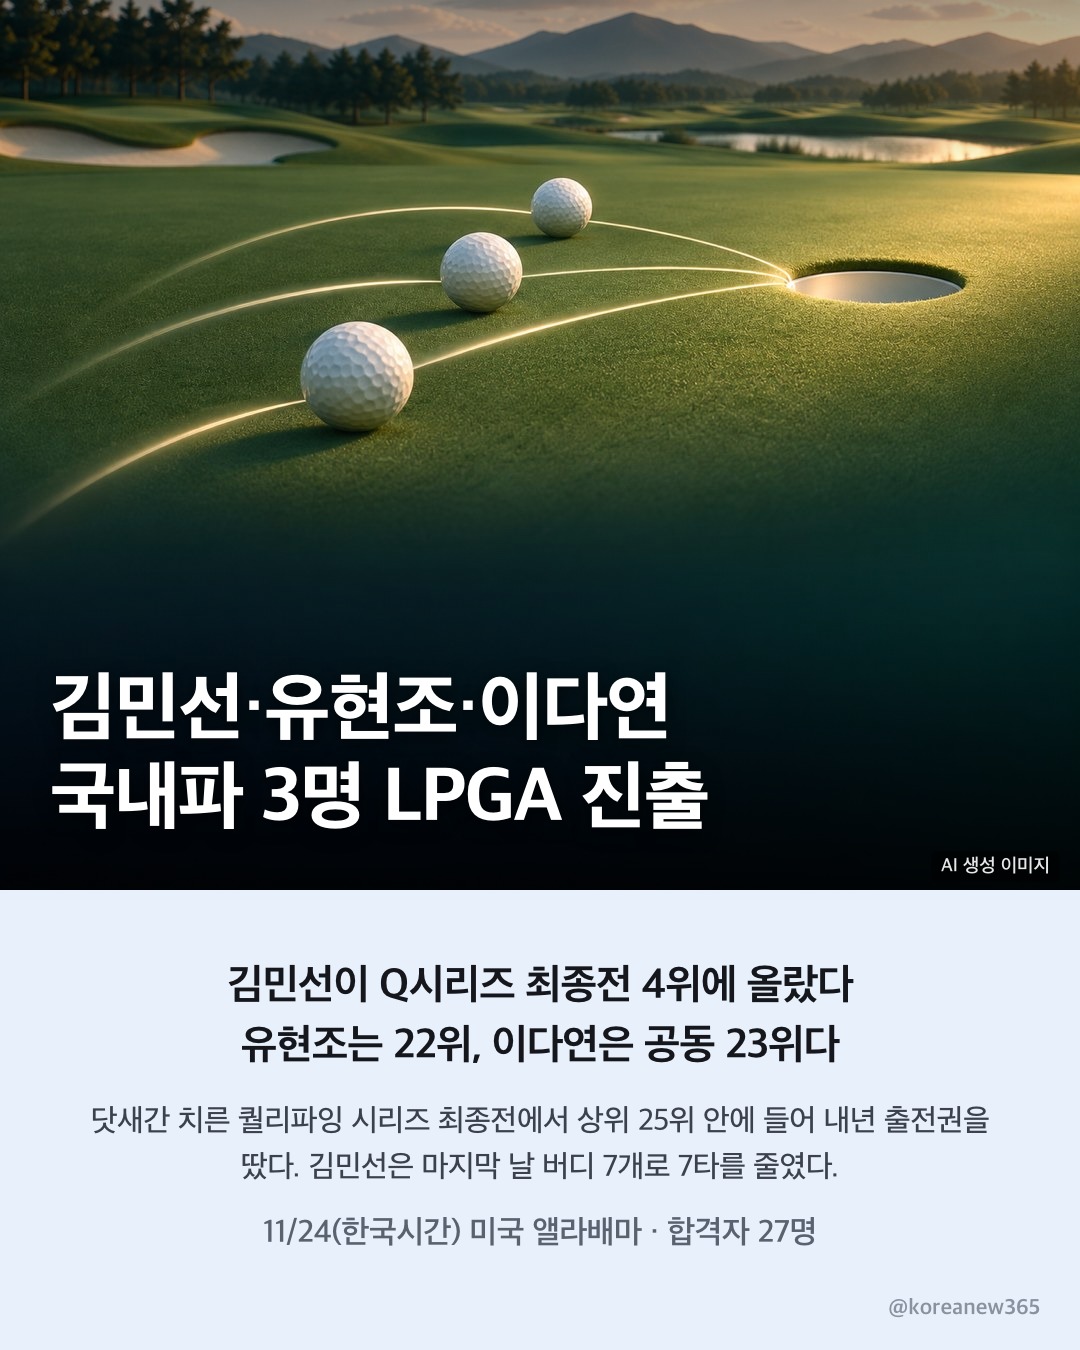 김민선·유현조·이다연
국내파 3명 LPGA 진출
AI 생성 이미지
김민선이 Q시리즈 최종전 4위에 올랐다
유현조는 22위, 이다연은 공동 23위다
닷새간 치른 퀄리파잉 시리즈 최종전에서 상위 25위 안에 들어 내년 출전권을
땄다. 김민선은 마지막 날 버디 7개로 7타를 줄였다.
11/24(한국시간) 미국 앨라배마 · 합격자 27명
@koreanew365